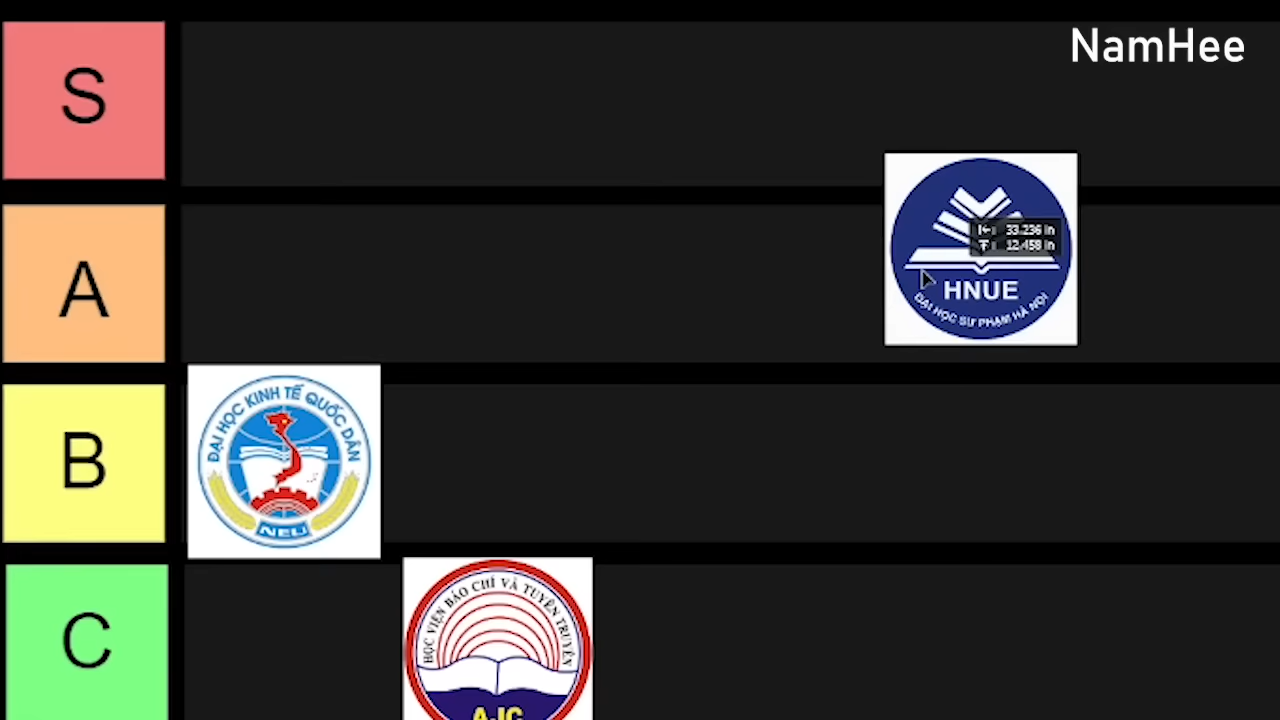 NamHee
S
A
33.236 in
12.458 in
HNUE
ĐẠI HỌC SƯ PHẠM HÀ NỘI
B
ĐẠI HỌC KINH TẾ QUỐC DÂN
NEU
C
HỌC VIỆN BÁO CHÍ VÀ TUYÊN TRUYỀN
AJC